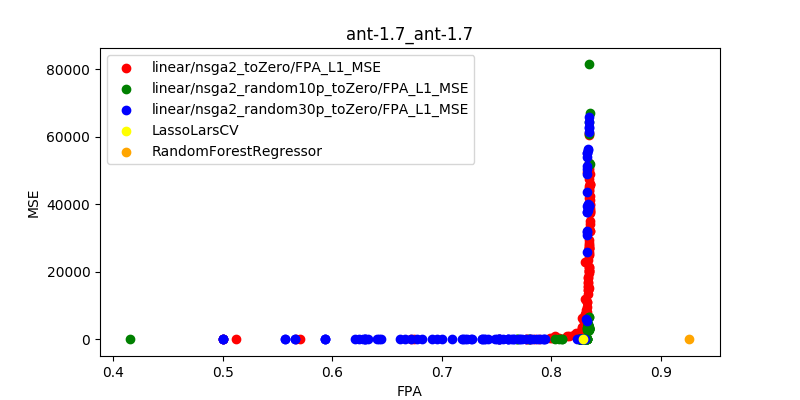 ant-1.7_ant-1.7
linear/nsga2_toZero/FPA_L1_MSE
linear/nsga2_random10p_toZero/FPA_L1_MSE
linear/nsga2_random30p_toZero/FPA_L1_MSE
LassoLarsCV
RandomForestRegressor
MSE
80000
60000
40000
20000
0
0.4 0.5 0.6 0.7 0.8 0.9
FPA